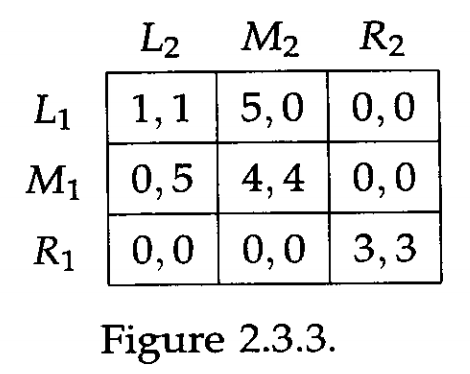 L₂ M₂ R₂
L₁ 1, 1 5, 0 0, 0
M₁ 0, 5 4, 4 0, 0
R₁ 0, 0 0, 0 3, 3
Figure 2.3.3.